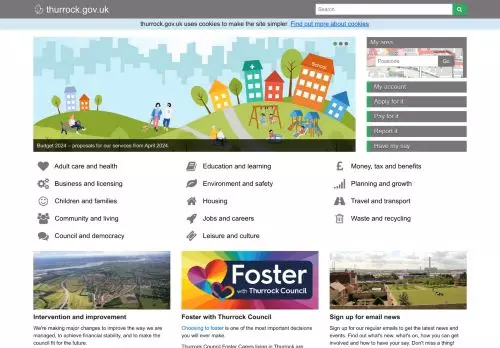 thurrock.gov.uk
Search
thurrock.gov.uk uses cookies to make the site simpler. Find out more about cookies
My area
Postcode
Go
School
My account
Apply for it
Pay for it
Report it
Have my say
Budget 2024 – proposals for our services from April 2024
Adult care and health
Education and learning
Money, tax and benefits
Business and licensing
Environment and safety
Planning and growth
Children and families
Housing
Travel and transport
Community and living
Jobs and careers
Waste and recycling
Council and democracy
Leisure and culture
Foster
with Thurrock Council
Intervention and improvement
We're making major changes to improve the way we are
managed, to achieve financial stability, and to make the
council fit for the future.
Foster with Thurrock Council
Choosing to foster is one of the most important decisions
you will ever make.
Thurrock Council Foster Carers living in Thurrock are
Sign up for email news
Sign up for our regular emails to get the latest news and
events. Find out what's new, what's on, how you can get
involved and how to have your say. Don't miss a thing!